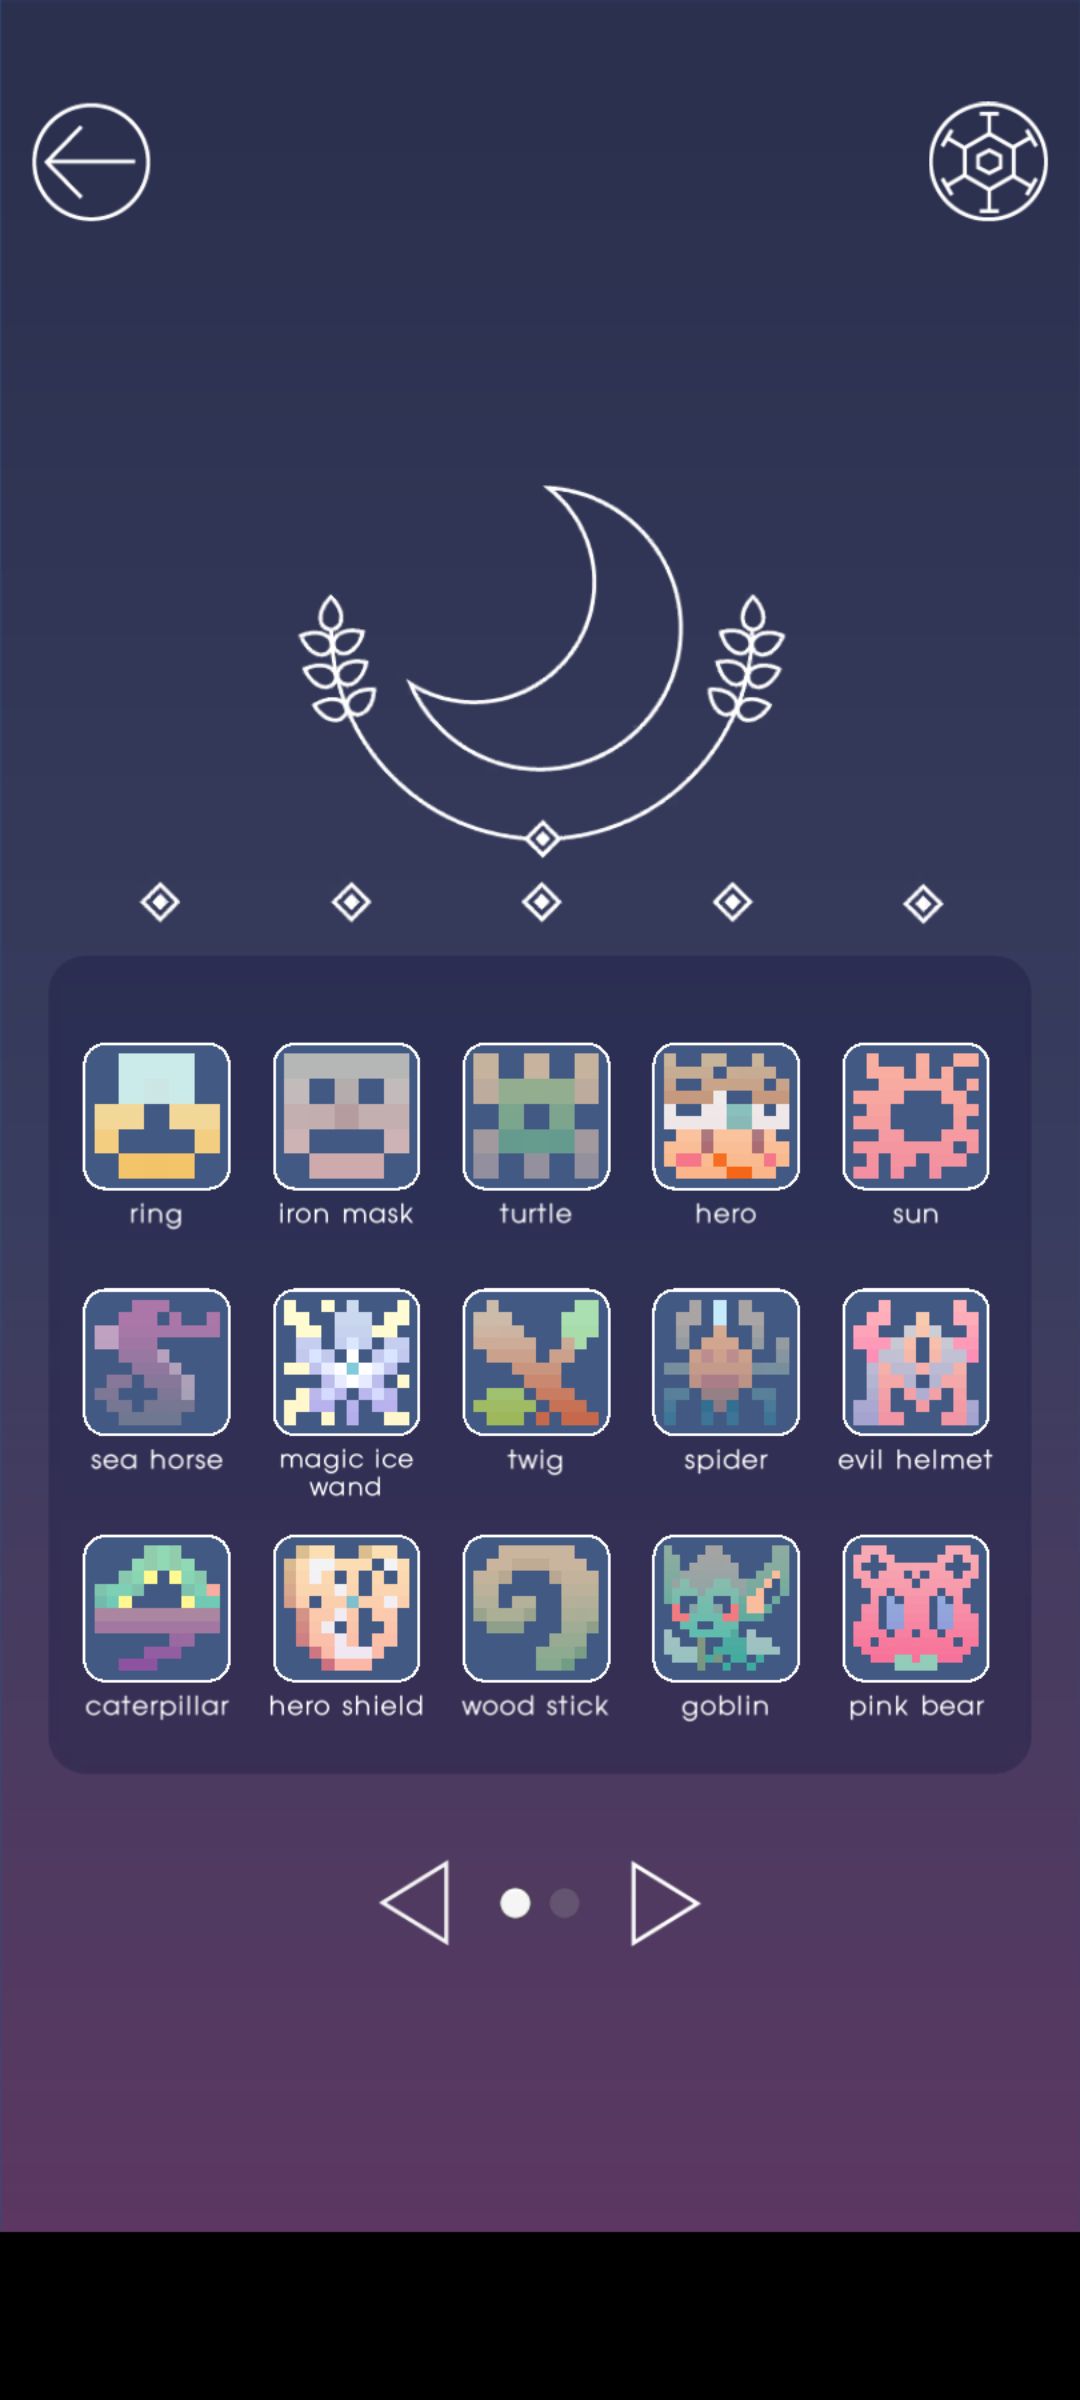 ring
iron mask
turtle
hero
sun
sea horse
magic ice
wand
twig
spider
evil helmet
caterpillar
hero shield
wood stick
goblin
pink bear